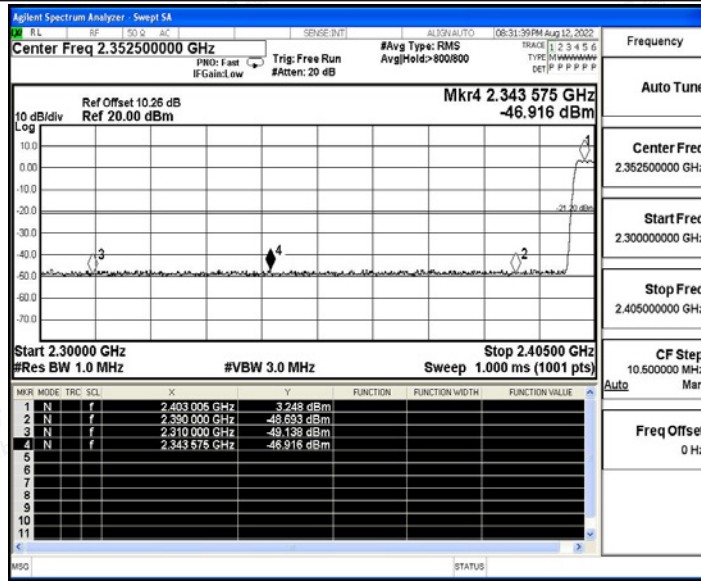 Agilent Spectrum Analyzer - Swept SA
RL RF 50 Ω AC SENSE:INT ALIGNAUTO 08:31:39 PM Aug 12, 2022
Center Freq 2.352500000 GHz
PNO: Fast
IFGain:Low
Trig: Free Run
#Atten: 20 dB
#Avg Type: RMS
Avg|Hold:>800/800
TRACE 1 2 3 4 5 6
TYPE M
DET P P P P P P
Ref Offset 10.26 dB
Ref 20.00 dBm
10 dB/div
Log
Mkr4 2.343 575 GHz
-46.916 dBm
10.0
0.00
-10.0
-20.0
-30.0
-40.0
-50.0
-60.0
-70.0
1
-21.20 dBm
3
4
2
Start 2.30000 GHz
Stop 2.40500 GHz
#Res BW 1.0 MHz
#VBW 3.0 MHz
Sweep 1.000 ms (1001 pts)
MKR MODE TRC SCL X Y FUNCTION FUNCTION WIDTH FUNCTION VALUE
1 N f 2.403 005 GHz 3.248 dBm
2 N f 2.390 000 GHz -48.693 dBm
3 N f 2.310 000 GHz -49.138 dBm
4 N f 2.343 575 GHz -46.916 dBm
5
6
7
8
9
10
11
MSG
STATUS
Frequency
Auto Tune
Center Freq
2.352500000 GHz
Start Freq
2.300000000 GHz
Stop Freq
2.405000000 GHz
CF Step
10.500000 MHz
Auto Man
Freq Offset
0 Hz